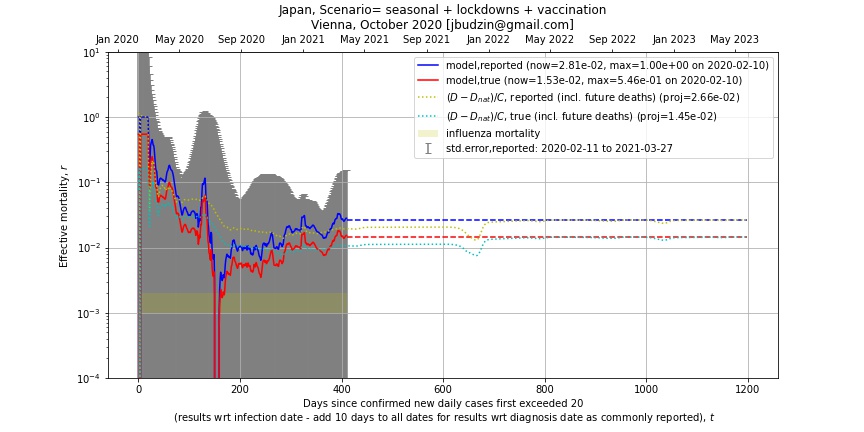 Japan, Scenario= seasonal + lockdowns + vaccination
Vienna, October 2020 [jbudzin@gmail.com]
Jan 2020 May 2020 Sep 2020 Jan 2021 May 2021 Sep 2021 Jan 2022 May 2022 Sep 2022 Jan 2023 May 2023
model,reported (now=2.81e-02, max=1.00e+00 on 2020-02-10)
model,true (now=1.53e-02, max=5.46e-01 on 2020-02-10)
(D − D_nat)/C, reported (incl. future deaths) (proj=2.66e-02)
(D − D_nat)/C, true (incl. future deaths) (proj=1.45e-02)
influenza mortality
std.error,reported: 2020-02-11 to 2021-03-27
Effective mortality, r
10¹
10⁰
10⁻¹
10⁻²
10⁻³
10⁻⁴
0 200 400 600 800 1000 1200
Days since confirmed new daily cases first exceeded 20
(results wrt infection date - add 10 days to all dates for results wrt diagnosis date as commonly reported), t